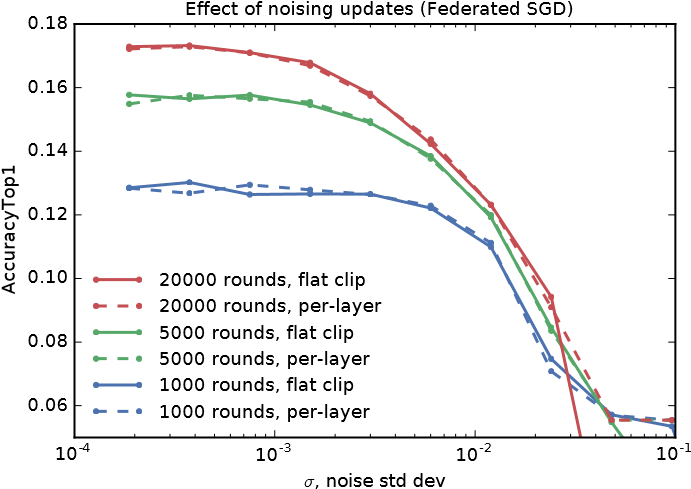 Effect of noising updates (Federated SGD)
AccuracyTop1
0.18
0.16
0.14
0.12
0.10
0.08
0.06
20000 rounds, flat clip
20000 rounds, per-layer
5000 rounds, flat clip
5000 rounds, per-layer
1000 rounds, flat clip
1000 rounds, per-layer
10⁻⁴ 10⁻³ 10⁻² 10⁻¹
σ, noise std dev